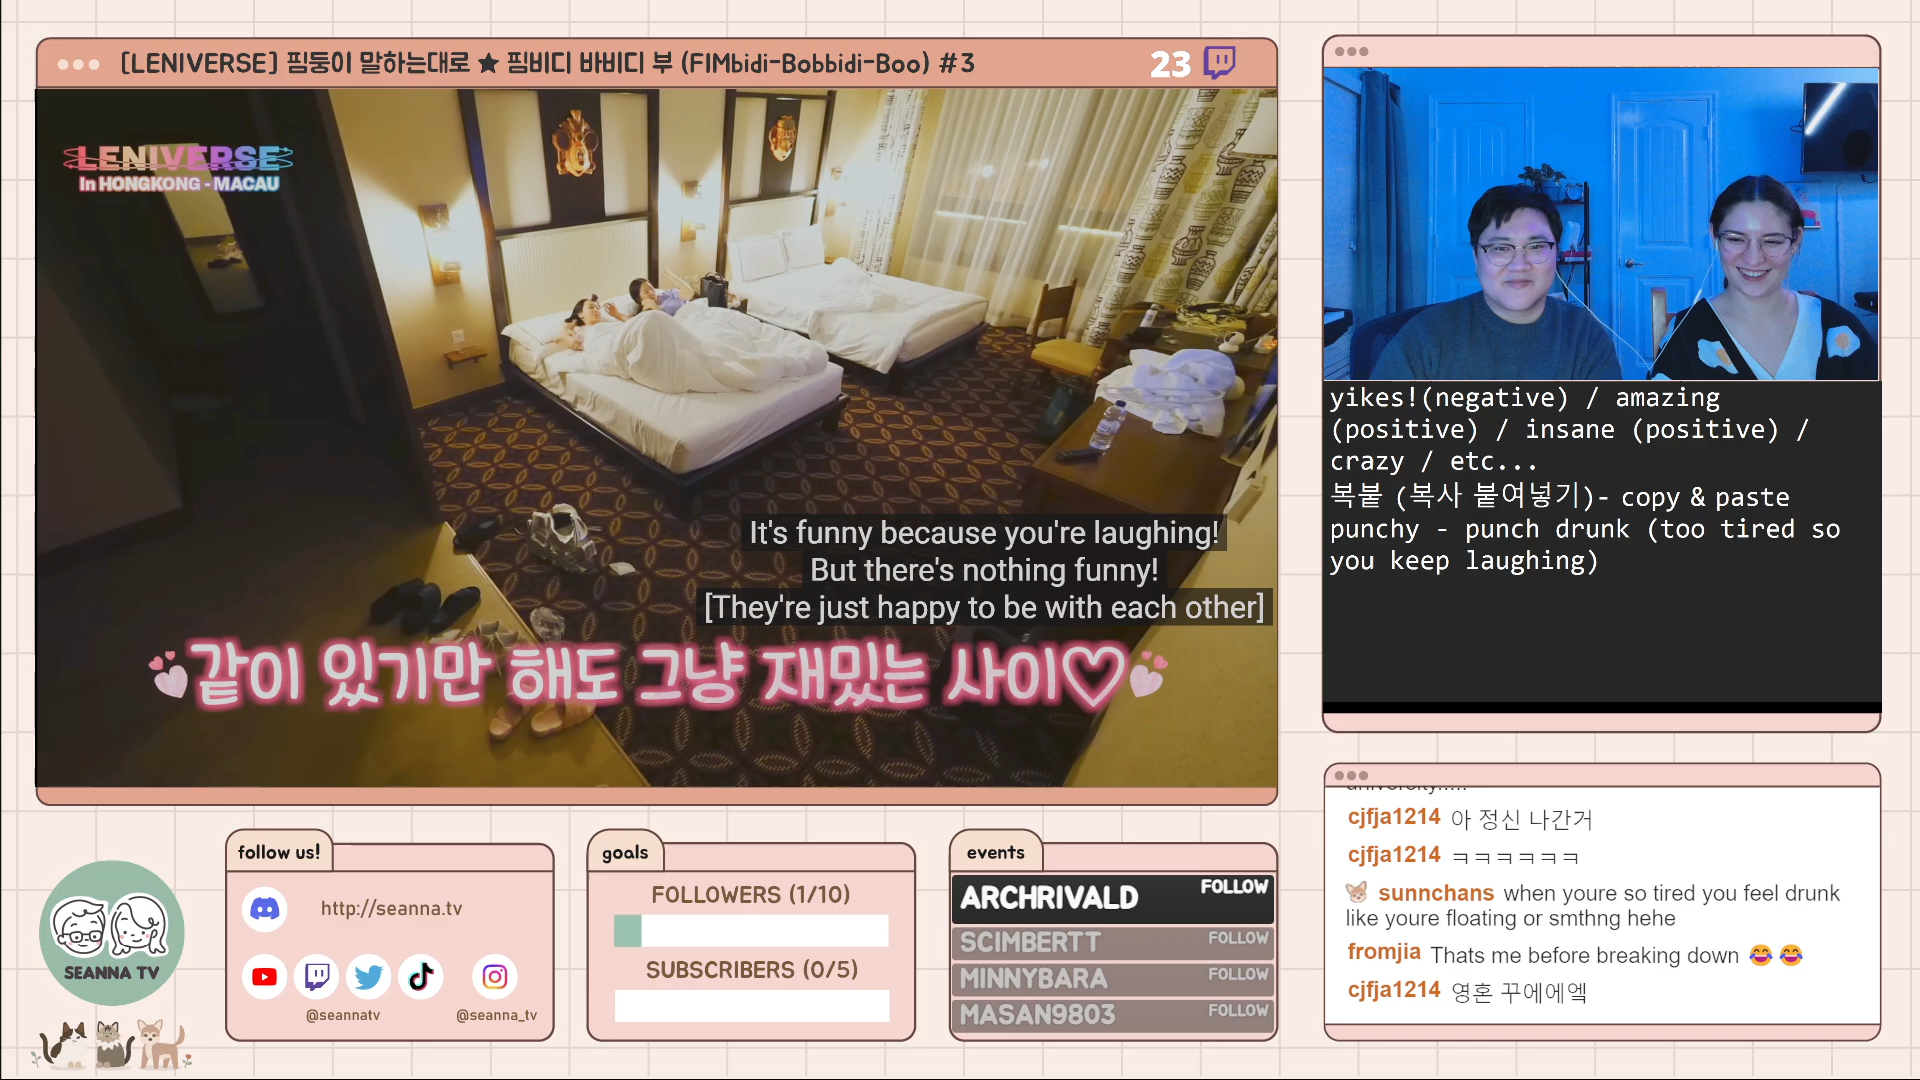 [LENIVERSE] 핌둥이 말하는대로 ★ 핌비디 바비디 부 (FIMbidi-Bobbidi-Boo) #3
23
LENIVERSE
In HONGKONG - MACAU
It's funny because you're laughing!
But there's nothing funny!
[They're just happy to be with each other]
같이 있기만 해도 그냥 재밌는 사이♡
yikes!(negative) / amazing
(positive) / insane (positive) /
crazy / etc...
복붙 (복사 붙여넣기)- copy & paste
punchy - punch drunk (too tired so
you keep laughing)
cjfja1214 아 정신 나간거
cjfja1214 ㅋㅋㅋㅋㅋㅋ
sunnchans when youre so tired you feel drunk
like youre floating or smthng hehe
fromjia Thats me before breaking down 😂 😂
cjfja1214 영혼 꾸에에엑
SEANNA TV
follow us!
http://seanna.tv
@seannatv
@seanna_tv
goals
FOLLOWERS (1/10)
SUBSCRIBERS (0/5)
events
ARCHRIVALD FOLLOW
SCIMBERTT FOLLOW
MINNYBARA FOLLOW
MASAN9803 FOLLOW